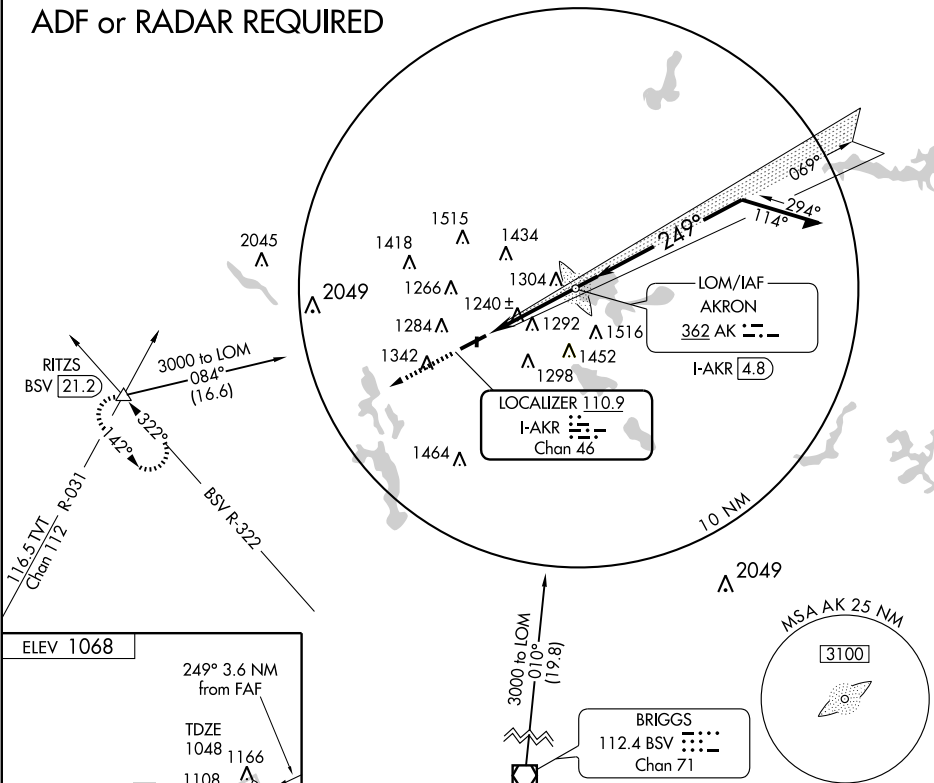 ADF or RADAR REQUIRED
069°
294°
114°
249°
1515
1418
1434
2045
2049
1266
1304
1240±
1284
1292
1516
1342
1452
1298
LOM/IAF
AKRON
362 AK
I-AKR 4.8
RITZS
BSV 21.2
3000 to LOM
084°
(16.6)
LOCALIZER 110.9
I-AKR
Chan 46
322°
142°
1464
R-031
116.5 TVT
Chan 112
BSV R-322
10 NM
2049
MSA AK 25 NM
3100
ELEV 1068
249° 3.6 NM
from FAF
TDZE
1048
1166
1108
3000 to LOM
010°
(19.8)
BRIGGS
112.4 BSV
Chan 71